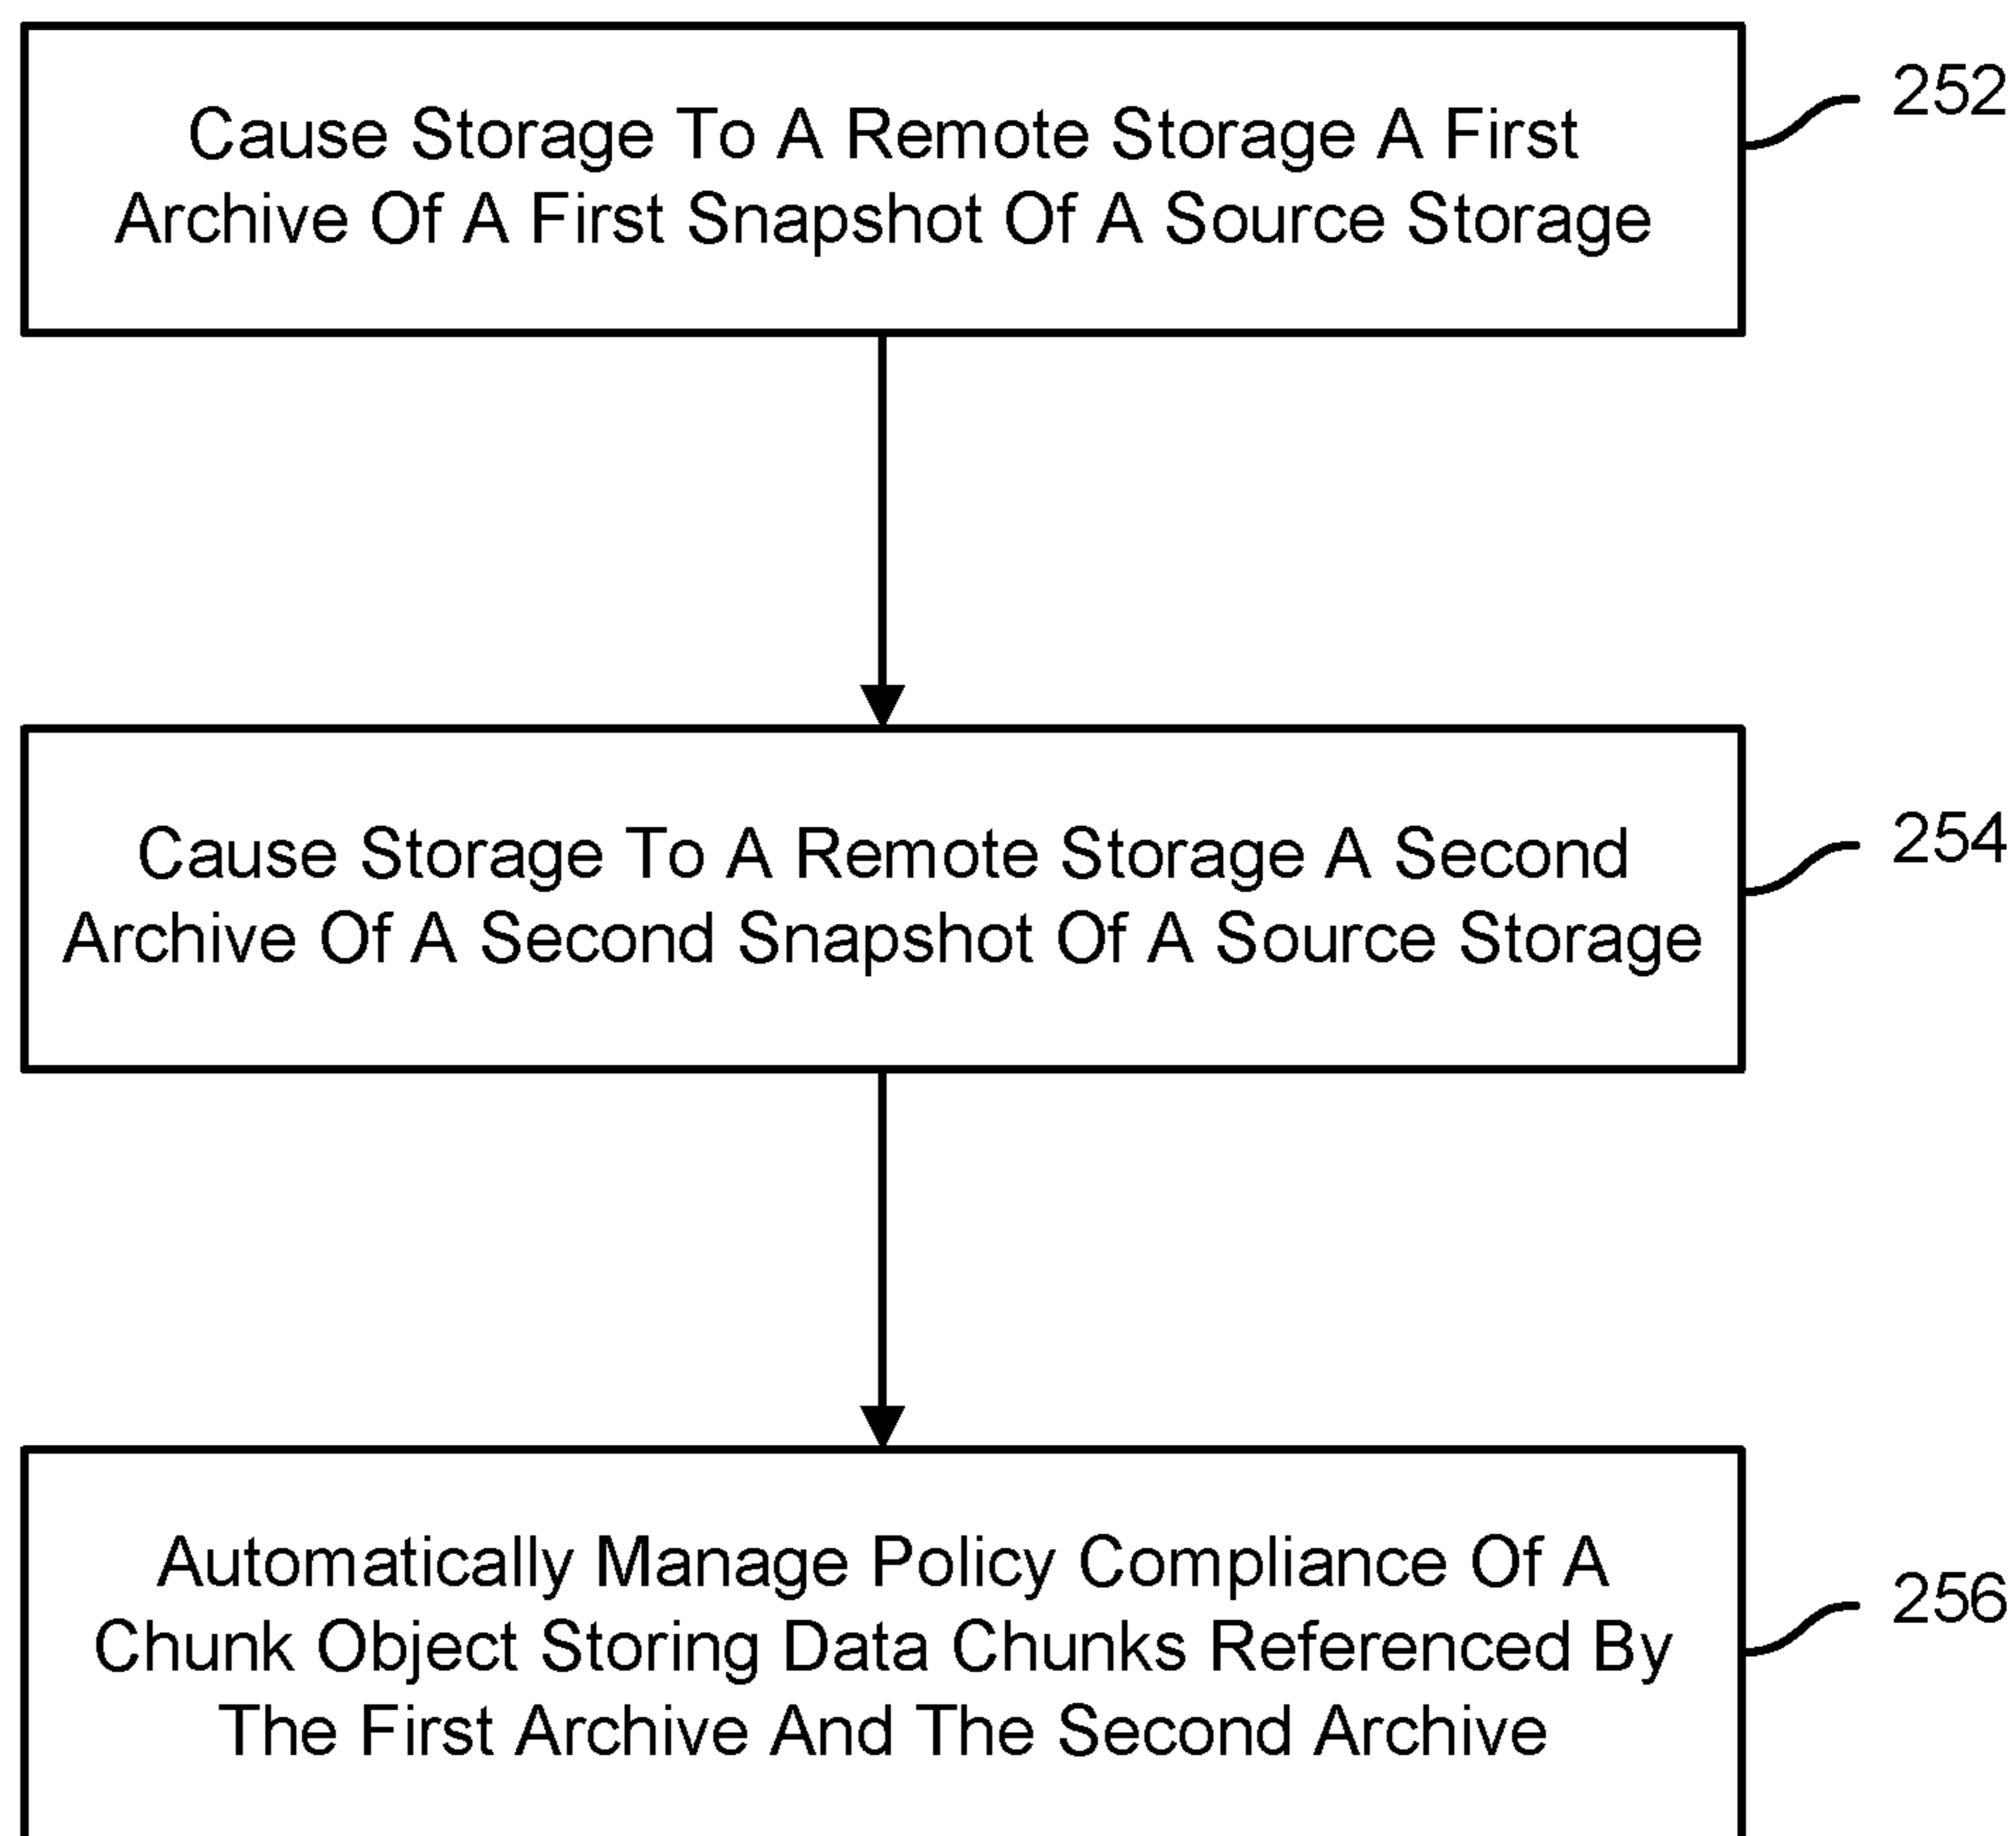 252
Cause Storage To A Remote Storage A First
Archive Of A First Snapshot Of A Source Storage
254
Cause Storage To A Remote Storage A Second
Archive Of A Second Snapshot Of A Source Storage
256
Automatically Manage Policy Compliance Of A
Chunk Object Storing Data Chunks Referenced By
The First Archive And The Second Archive